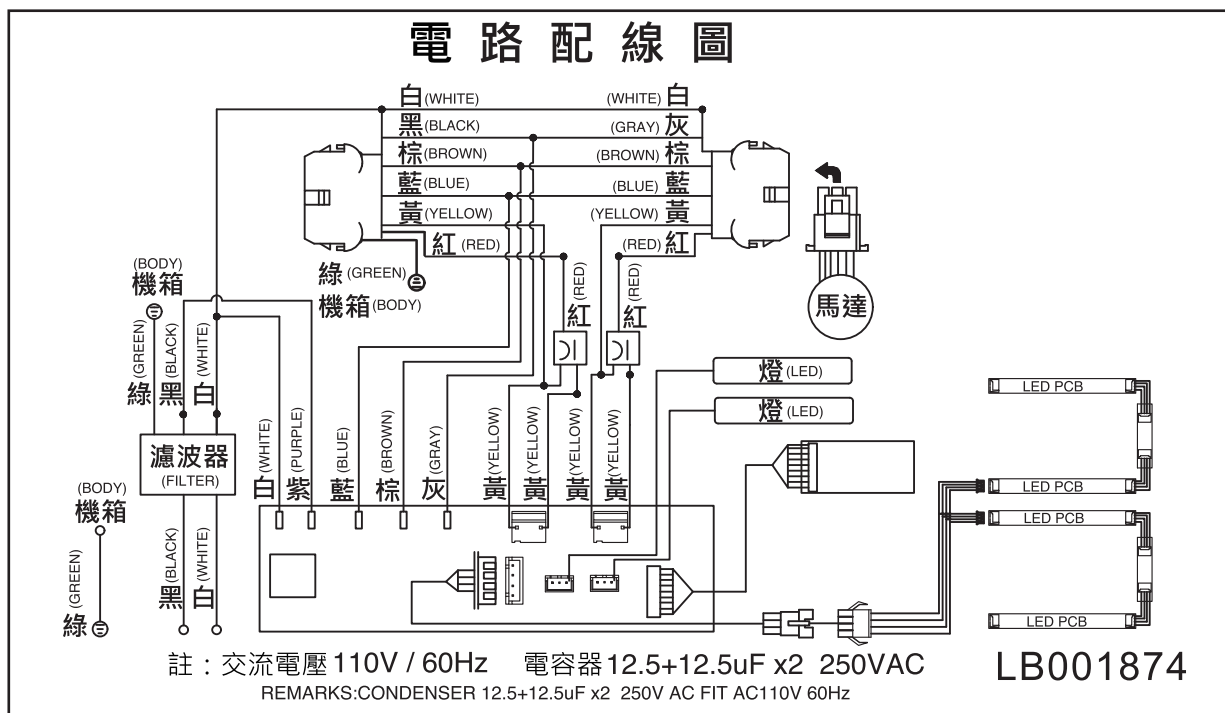 電路配線圖
白(WHITE)
(WHITE)白
黑(BLACK)
(GRAY)灰
棕(BROWN)
(BROWN)棕
藍(BLUE)
(BLUE)藍
黃(YELLOW)
(YELLOW)黃
紅(RED)
(RED)紅
綠(GREEN)
機箱(BODY)
(RED)
紅
(RED)
紅
馬達
(BODY)
機箱
(GREEN)
綠
(BLACK)
黑
(WHITE)
白
濾波器
(FILTER)
(WHITE)
白
(PURPLE)
紫
(BLUE)
藍
(BROWN)
棕
(GRAY)
灰
(YELLOW)
黃
(YELLOW)
黃
(YELLOW)
黃
(YELLOW)
黃
燈(LED)
燈(LED)
LED PCB
LED PCB
LED PCB
LED PCB
(BODY)
機箱
(GREEN)
綠
(BLACK)
黑
(WHITE)
白
註：交流電壓 110V / 60Hz 電容器 12.5+12.5uF x2 250VAC
REMARKS:CONDENSER 12.5+12.5uF x2 250V AC FIT AC110V 60Hz
LB001874